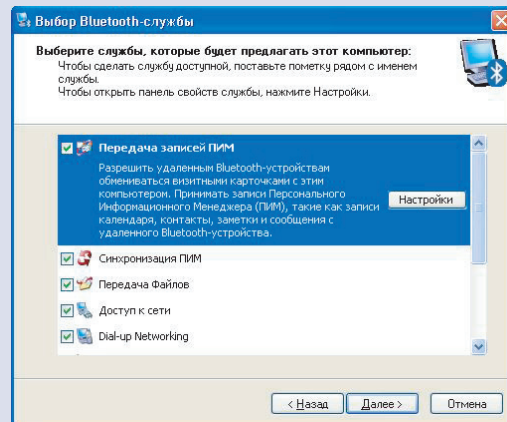 Выбор Bluetooth-службы
Выберите службы, которые будет предлагать этот компьютер:
Чтобы сделать службу доступной, поставьте пометку рядом с именем
службы.
Чтобы открыть панель свойств службы, нажмите Настройки.
Передача записей ПИМ
Разрешить удаленным Bluetooth-устройствам
обмениваться визитными карточками с этим
компьютером. Принимать записи Персонального
Информационного Менеджера (ПИМ), такие как записи
календаря, контакты, заметки и сообщения с
удаленного Bluetooth-устройства.
Настройки
Синхронизация ПИМ
Передача Файлов
Доступ к сети
Dial-up Networking
< Назад Далее > Отмена